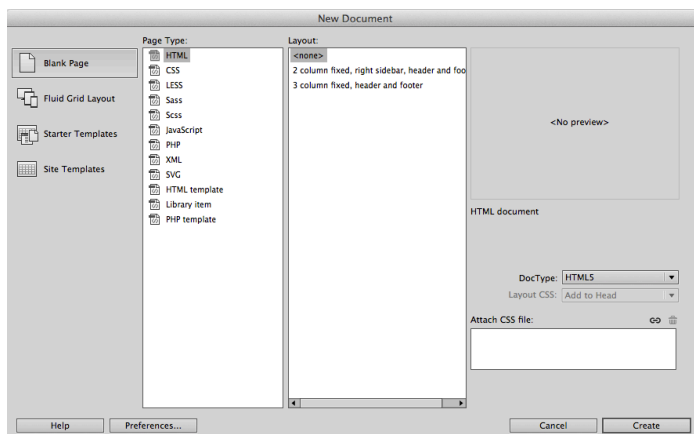 New Document
Blank Page
Fluid Grid Layout
Starter Templates
Site Templates
Page Type:
HTML
CSS
LESS
Sass
Scss
JavaScript
PHP
XML
SVG
HTML template
Library item
PHP template
Layout:
<none>
2 column fixed, right sidebar, header and foo
3 column fixed, header and footer
<No preview>
HTML document
DocType: HTML5
Layout CSS: Add to Head
Attach CSS file:
Help
Preferences...
Cancel
Create